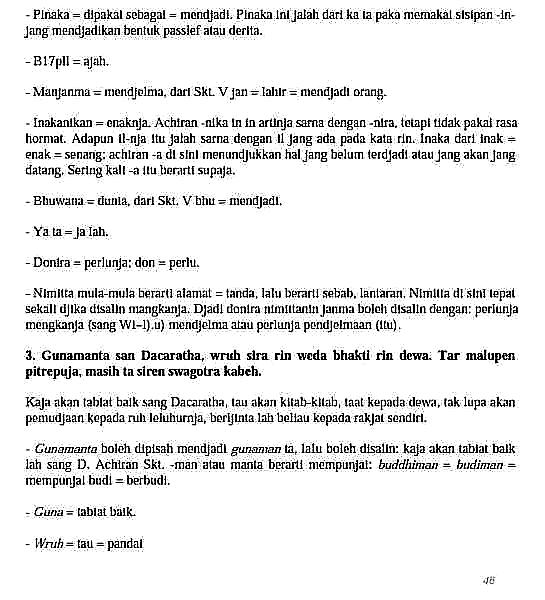 - Pinaka = dipakai sebagai = mendjadi. Pinaka ini jalah dari ka ta paka memakai sisipan -in-
jang mendjadikan bentuk passief atau derita.
- B17pll = ajah.
- Manjanma = mendjelma, dari Skt. V jan = lahir = mendjadi orang.
- Inakanikan = enaknja. Achiran -nika in in artinja sama dengan -nira, tetapi tidak pakai rasa
hormat. Adapun il-nja itu jalah sama dengan il jang ada pada kata rin. Inaka dari inak =
enak = senang; achiran -a di sini menundjukkan hal jang belum terdjadi atau jang akan jang
datang. Sering kali -a itu berarti supaja.
- Bhuwana = dunia, dari Skt. V bhu = mendjadi.
- Ya ta = ja lah.
- Donira = perlunja; don = perlu.
- Nimitta mula-mula berarti alamat = tanda, lalu berarti sebab, lantaran. Nimitta di sini tepat
sekali djika disalin mangkanja. Djadi donira nimittanin janma boleh disalin dengan: perlunja
mengkanja (sang Wi~l).u) mendjelma atau perlunja pendjelmaan (itu).
3. Gunamanta san Dacaratha, wruh sira rin weda bhakti rin dewa. Tar malupen
pitrepuja, masih ta siren swagotra kabeh.
Kaja akan tabiat baik sang Dacaratha, tau akan kitab-kitab, taat kepada dewa, tak lupa akan
pemudjaan kepada ruh leluhurnja, bertjinta lah beliau kepada rakjat sendiri.
- Gunamanta boleh dipisah mendjadi gunaman ta, lalu boleh disalin: kaja akan tabiat baik
lah sang D. Achiran Skt. -man atau manta berarti mempunjai: buddhiman = budiman =
mempunjai budi = berbudi.
- Guna = tabiat baik.
- Wruh = tau = pandai
46